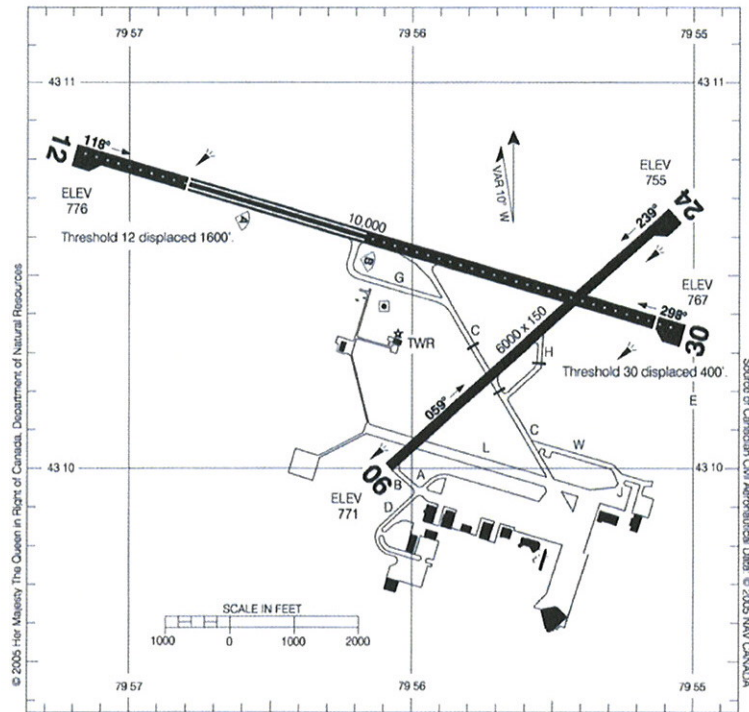 79 57
79 56
79 55
43 11
43 11
12
118°
ELEV
776
Threshold 12 displaced 1600'.
A
10,000
VAR 10° W
ELEV
755
24
239°
B
G
TWR
C
6000 x 150
H
ELEV
767
298°
30
Threshold 30 displaced 400'.
E
059°
C
W
L
43 10
43 10
06
B
A
D
ELEV
771
SCALE IN FEET
1000 0 1000 2000
79 57
79 56
79 55
© 2005 Her Majesty The Queen in Right of Canada, Department of Natural Resources
Source of Canadian Civil Aeronautical Data: © 2005 NAV CANADA